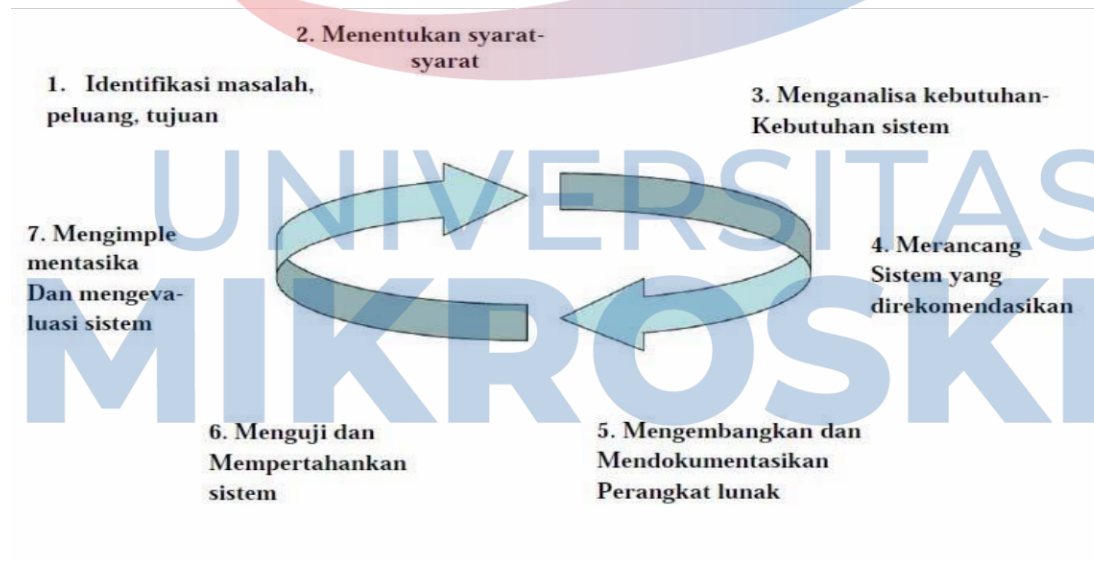 2. Menentukan syarat-
syarat
1. Identifikasi masalah,
peluang, tujuan
3. Menganalisa kebutuhan-
Kebutuhan sistem
UNIVERSITAS
MIKROSKI
7. Mengimple
mentasika
Dan mengeva-
luasi sistem
4. Merancang
Sistem yang
direkomendasikan
6. Menguji dan
Mempertahankan
sistem
5. Mengembangkan dan
Mendokumentasikan
Perangkat lunak